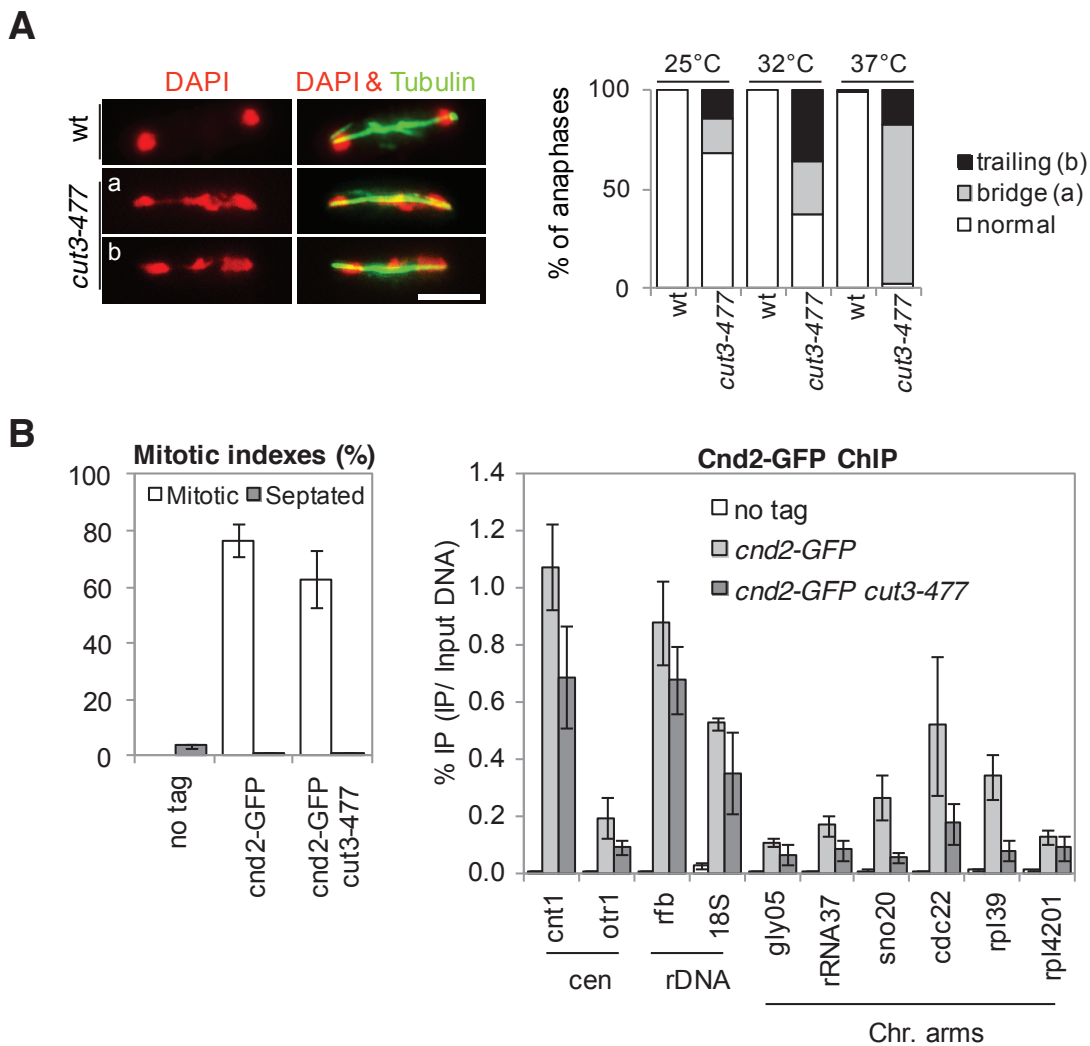 A
DAPI
DAPI & Tubulin
wt
cut3-477
a
b
25°C
32°C
37°C
% of anaphases
100
50
0
wt
cut3-477
wt
cut3-477
wt
cut3-477
trailing (b)
bridge (a)
normal
B
Mitotic indexes (%)
Mitotic
Septated
100
80
60
40
20
0
no tag
cnd2-GFP
cnd2-GFP
cut3-477
Cnd2-GFP ChIP
no tag
cnd2-GFP
cnd2-GFP cut3-477
% IP (IP/ Input DNA)
1.4
1.2
1.0
0.8
0.6
0.4
0.2
0.0
cnt1
otr1
rfb
18S
gly05
rRNA37
sno20
cdc22
rpl39
rpl4201
cen
rDNA
Chr. arms